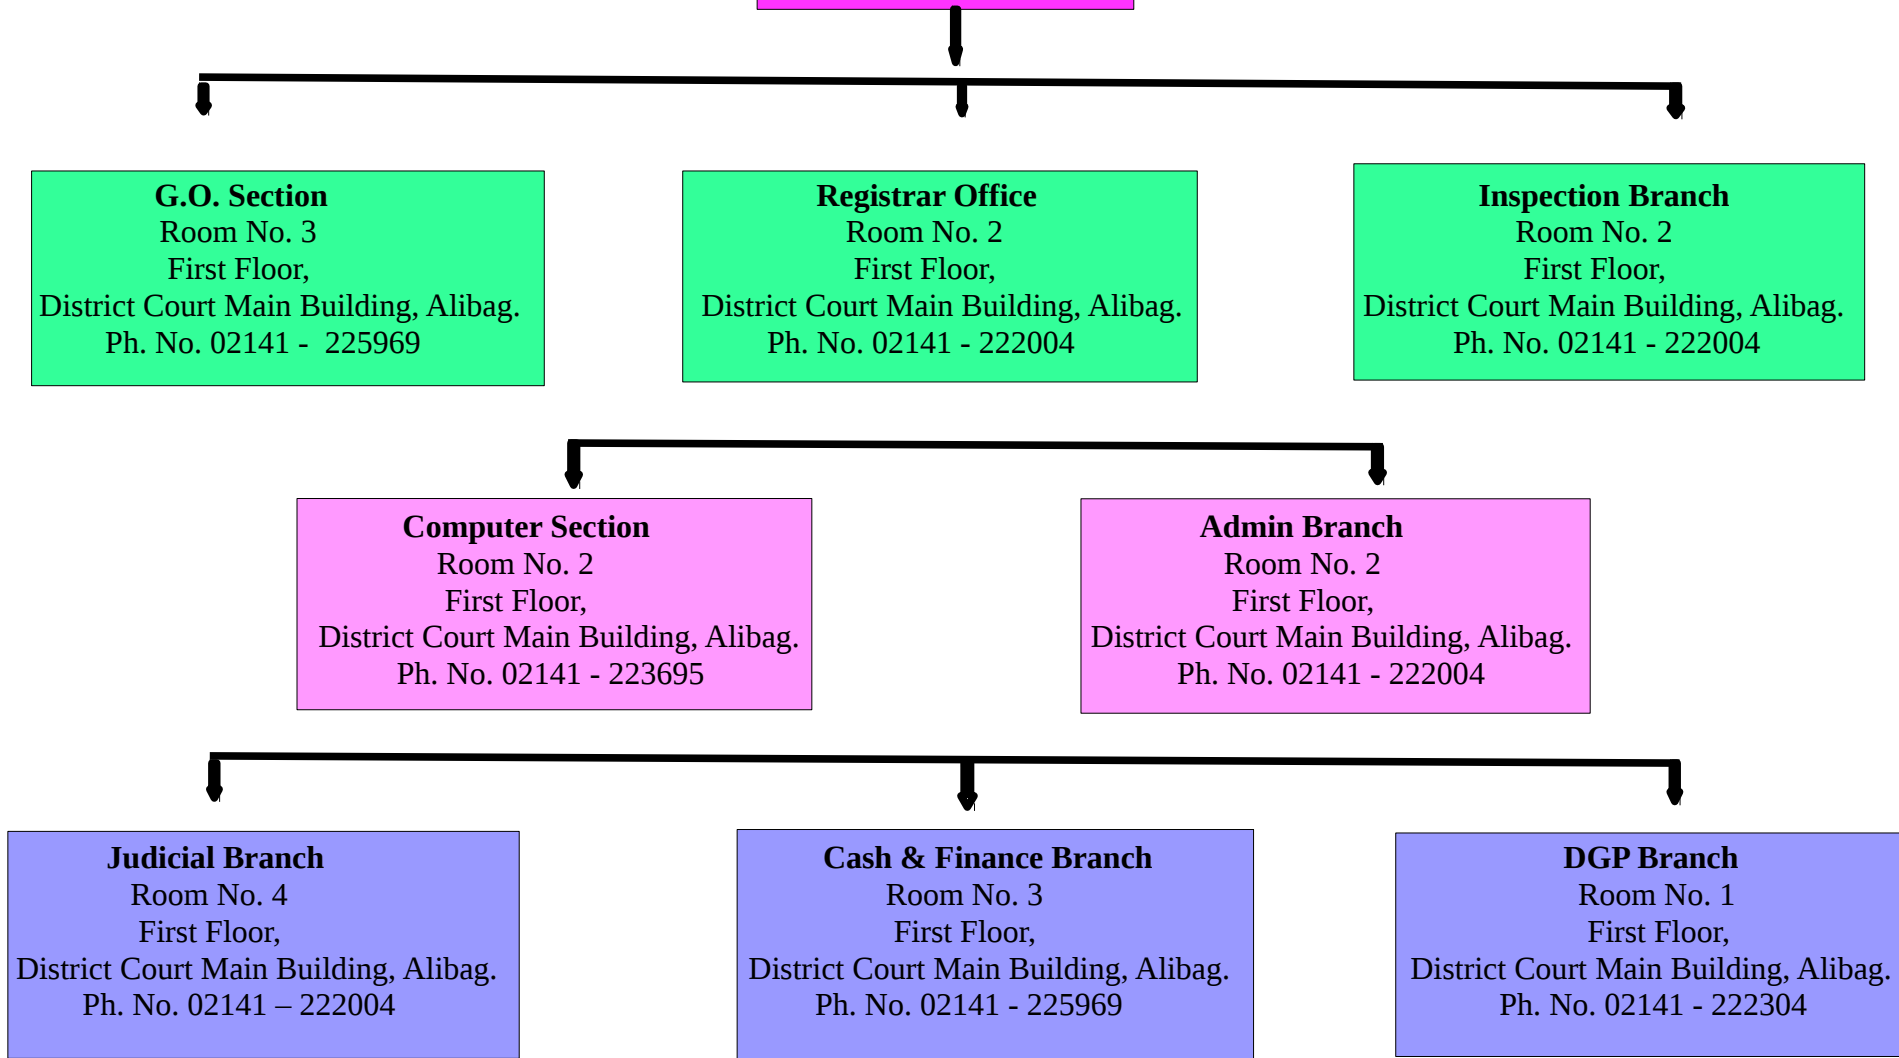 G.O. Section
Room No. 3
First Floor,
District Court Main Building, Alibag.
Ph. No. 02141 -  225969
Registrar Office
Room No. 2
First Floor,
District Court Main Building, Alibag.
Ph. No. 02141 - 222004
Inspection Branch
Room No. 2
First Floor,
District Court Main Building, Alibag.
Ph. No. 02141 - 222004
Computer Section
Room No. 2
First Floor,
District Court Main Building, Alibag.
Ph. No. 02141 - 223695
Admin Branch
Room No. 2
First Floor,
District Court Main Building, Alibag.
Ph. No. 02141 - 222004
Judicial Branch
Room No. 4
First Floor,
District Court Main Building, Alibag.
Ph. No. 02141 – 222004
Cash & Finance Branch
Room No. 3
First Floor,
District Court Main Building, Alibag.
Ph. No. 02141 - 225969
DGP Branch
Room No. 1
First Floor,
District Court Main Building, Alibag.
Ph. No. 02141 - 222304